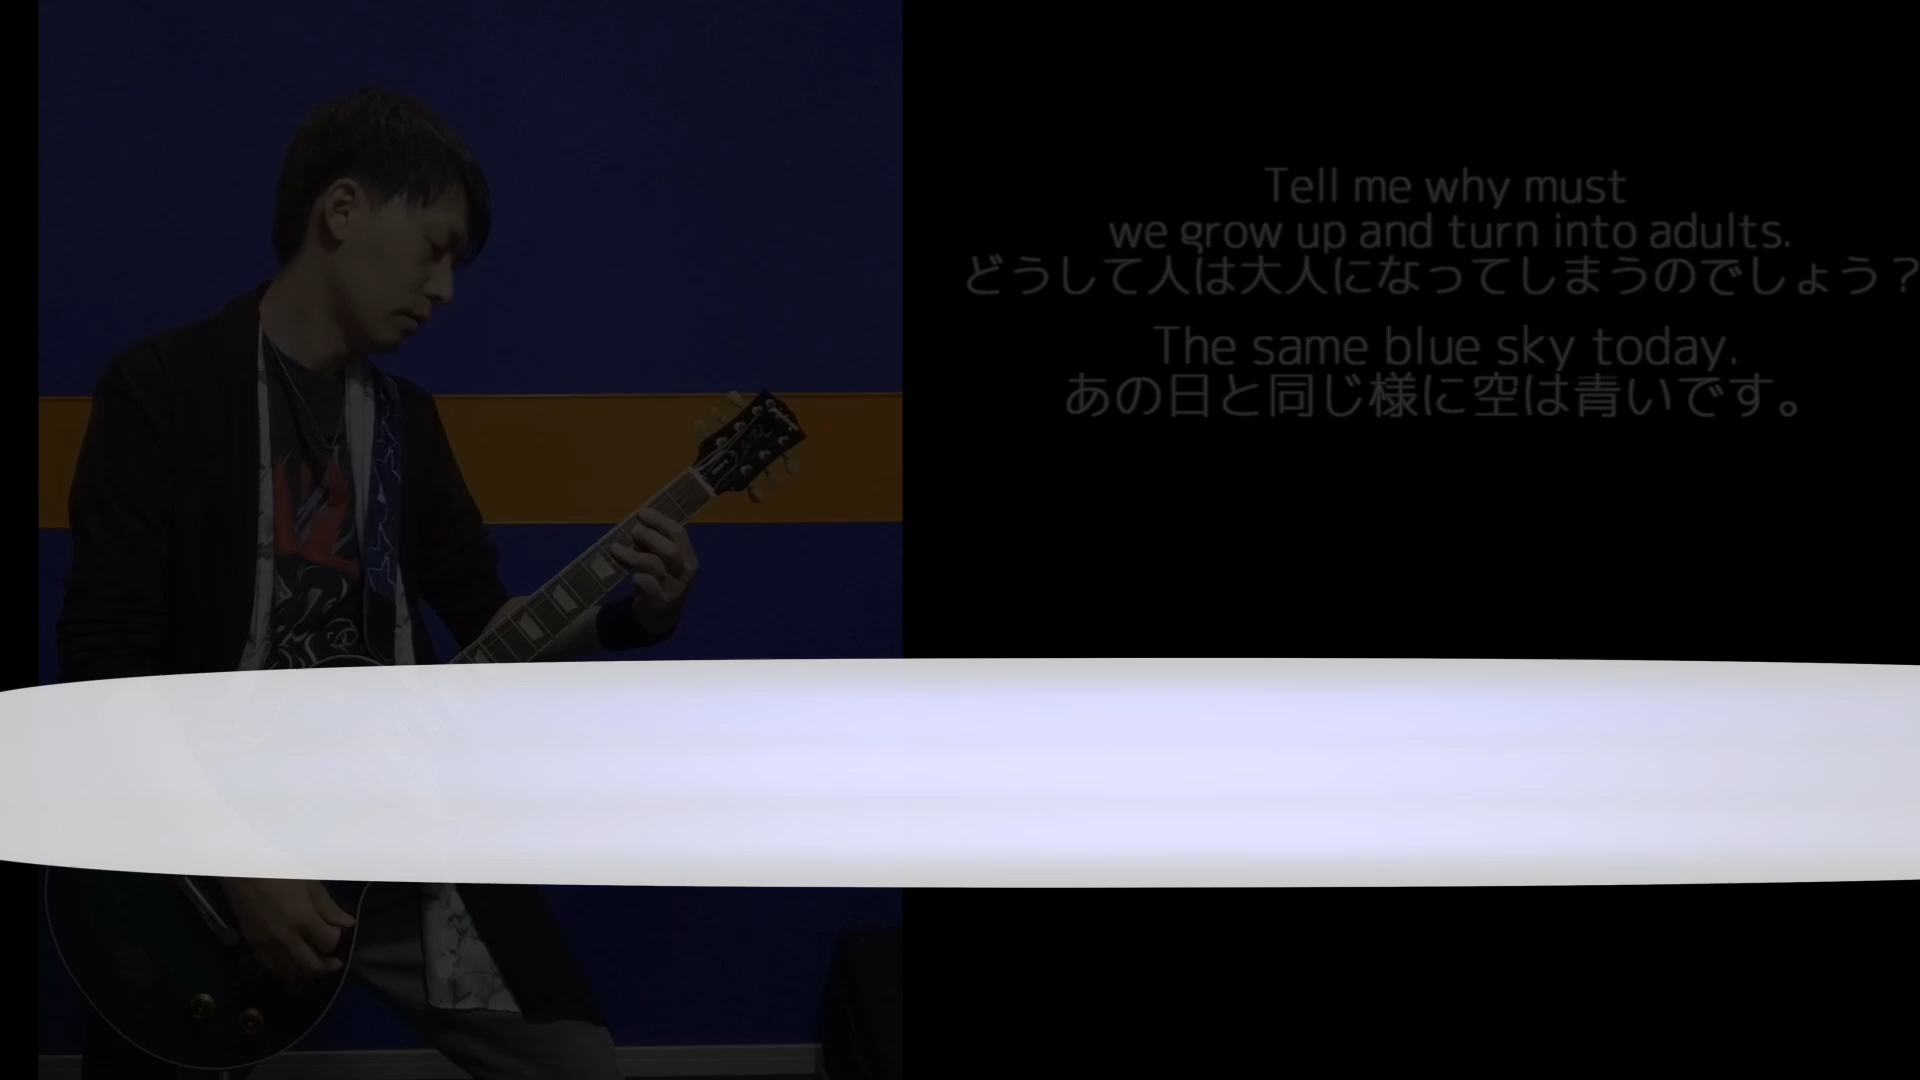 Tell me why must
we grow up and turn into adults.
どうして人は大人になってしまうのでしょう？
The same blue sky today.
あの日と同じ様に空は青いです。